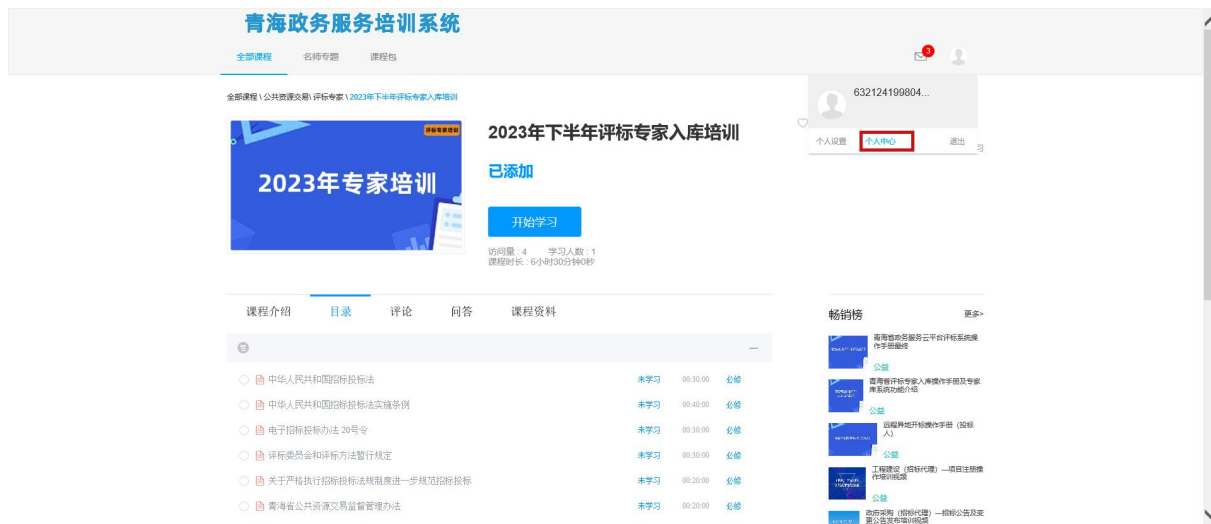 青海政务服务培训系统
全部课程 名师专题 课程包
3
全部课程 \ 公共资源交易\ 评标专家 \ 2023年下半年评标专家入库培训
632124199804...
个人设置 个人中心 退出
习
评标专家培训
2023年专家培训
2023年下半年评标专家入库培训
已添加
开始学习
访问量 : 4 学习人数 : 1
课程时长 : 6小时30分钟0秒
课程介绍 目录 评论 问答 课程资料
中华人民共和国招标投标法 未学习 00:30:00 必修
中华人民共和国招标投标法实施条例 未学习 00:40:00 必修
电子招标投标办法 20号令 未学习 00:30:00 必修
评标委员会和评标方法暂行规定 未学习 00:30:00 必修
关于严格执行招标投标法规制度进一步规范招标投标 未学习 00:20:00 必修
青海省公共资源交易监督管理办法 未学习 00:20:00 必修
畅销榜 更多>
青海省政务服务云平台评标系统操
作手册最终
公益
青海省评标专家入库操作手册及专家
库系统功能介绍
公益
远程异地开标操作手册（投标
人）
公益
工程建设（招标代理）—项目注册操
作培训视频
公益
政府采购（招标代理）—招标公告及变
更公告发布培训视频